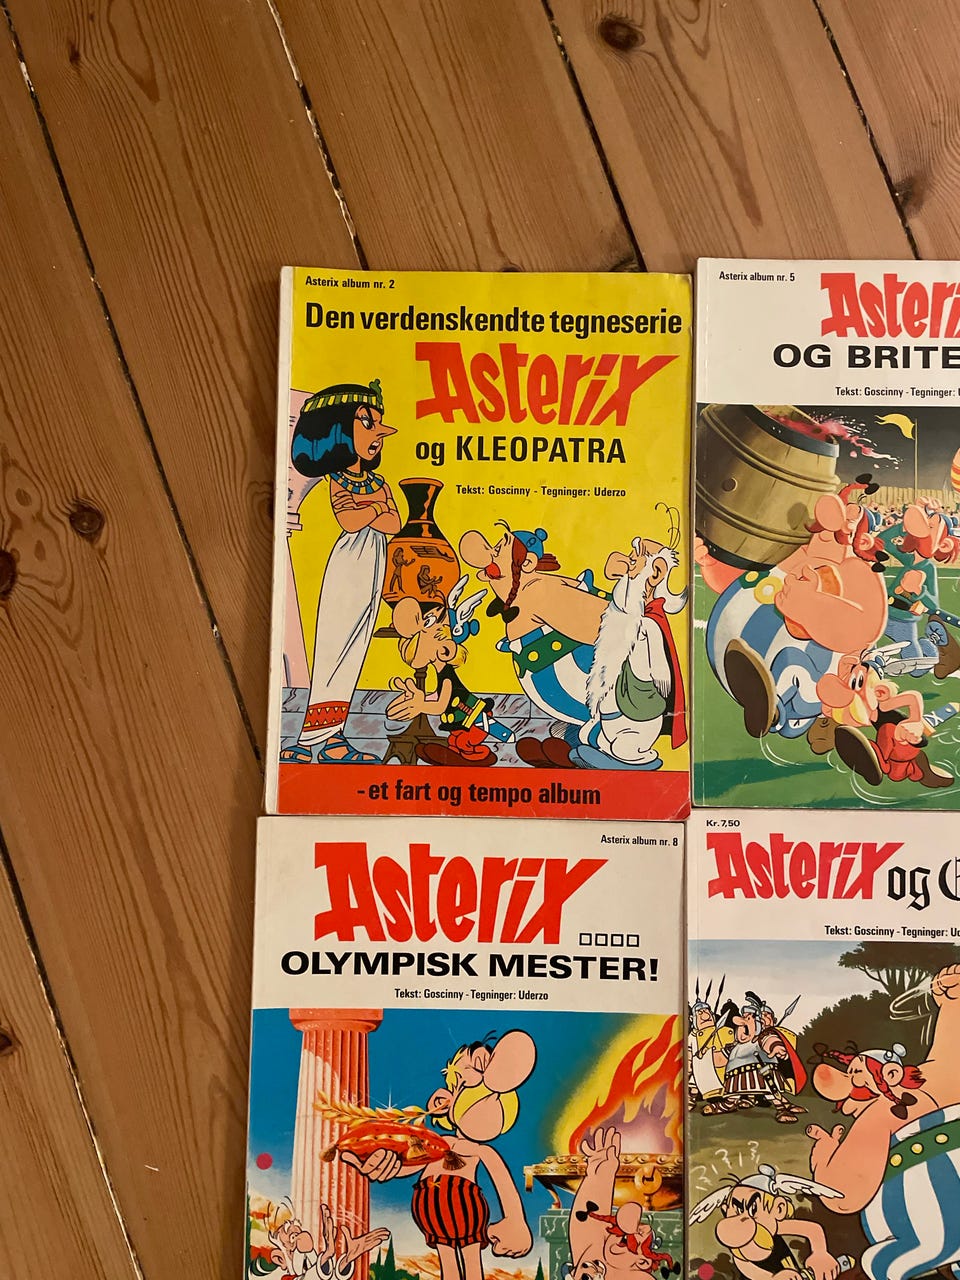 Asterix album nr. 2
Den verdenskendte tegneserie
Asterix
og KLEOPATRA
Tekst: Goscinny - Tegninger: Uderzo
- et fart og tempo album
Asterix album nr. 5
OG
Tekst: Goscinny - Tegninger:
Asterix album nr. 8
Asterix
OLYMPISK MESTER!
Tekst: Goscinny - Tegninger: Uderzo
Kr. 7,50
Asterix og
Tekst: Goscinny - Tegninger: